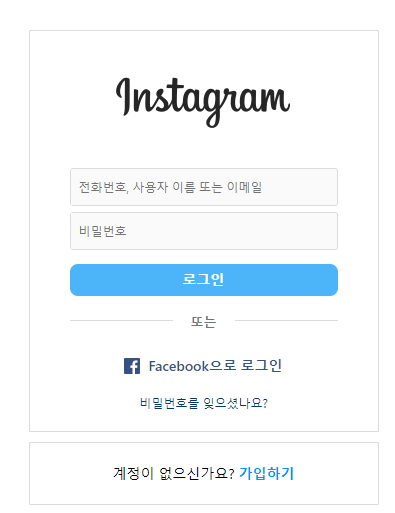 Instagram
전화번호, 사용자 이름 또는 이메일
비밀번호
로그인
또는
Facebook으로 로그인
비밀번호를 잊으셨나요?
계정이 없으신가요? 가입하기